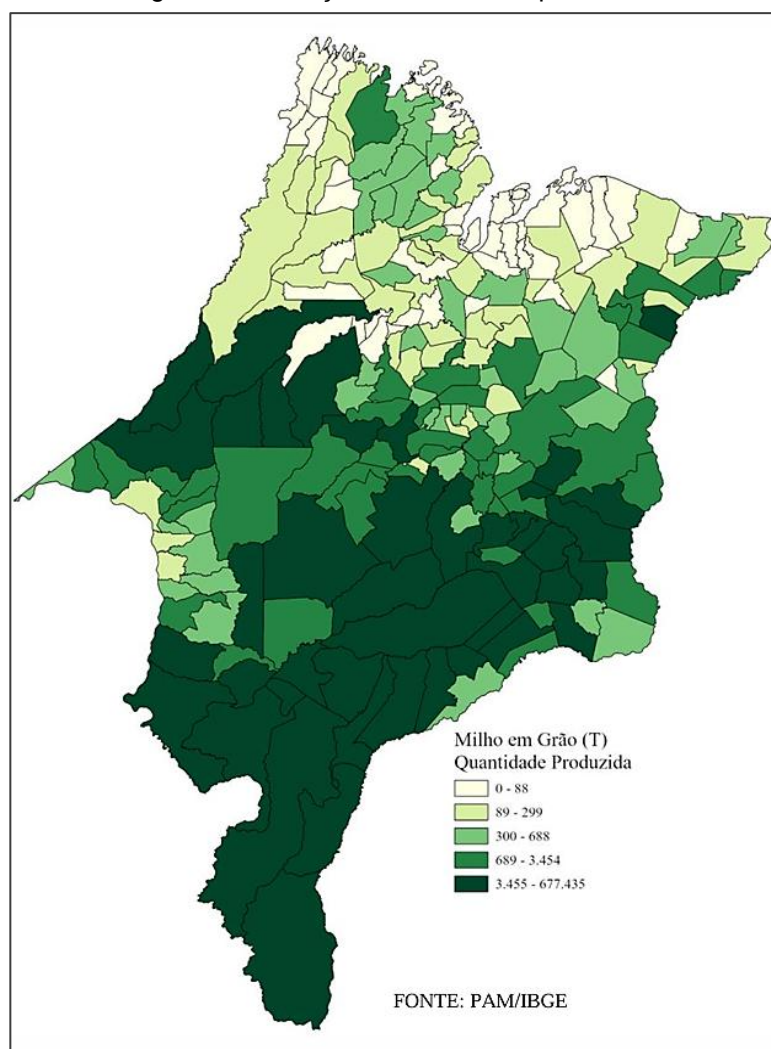 Milho em Grão (T)
Quantidade Produzida
0 - 88
89 - 299
300 - 688
689 - 3.454
3.455 - 677.435
FONTE: PAM/IBGE